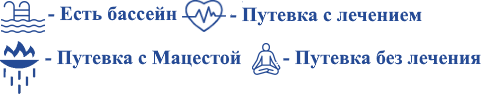 - Есть бассейн - Путевка с лечением
- Путевка с Мацестой - Путевка без лечения